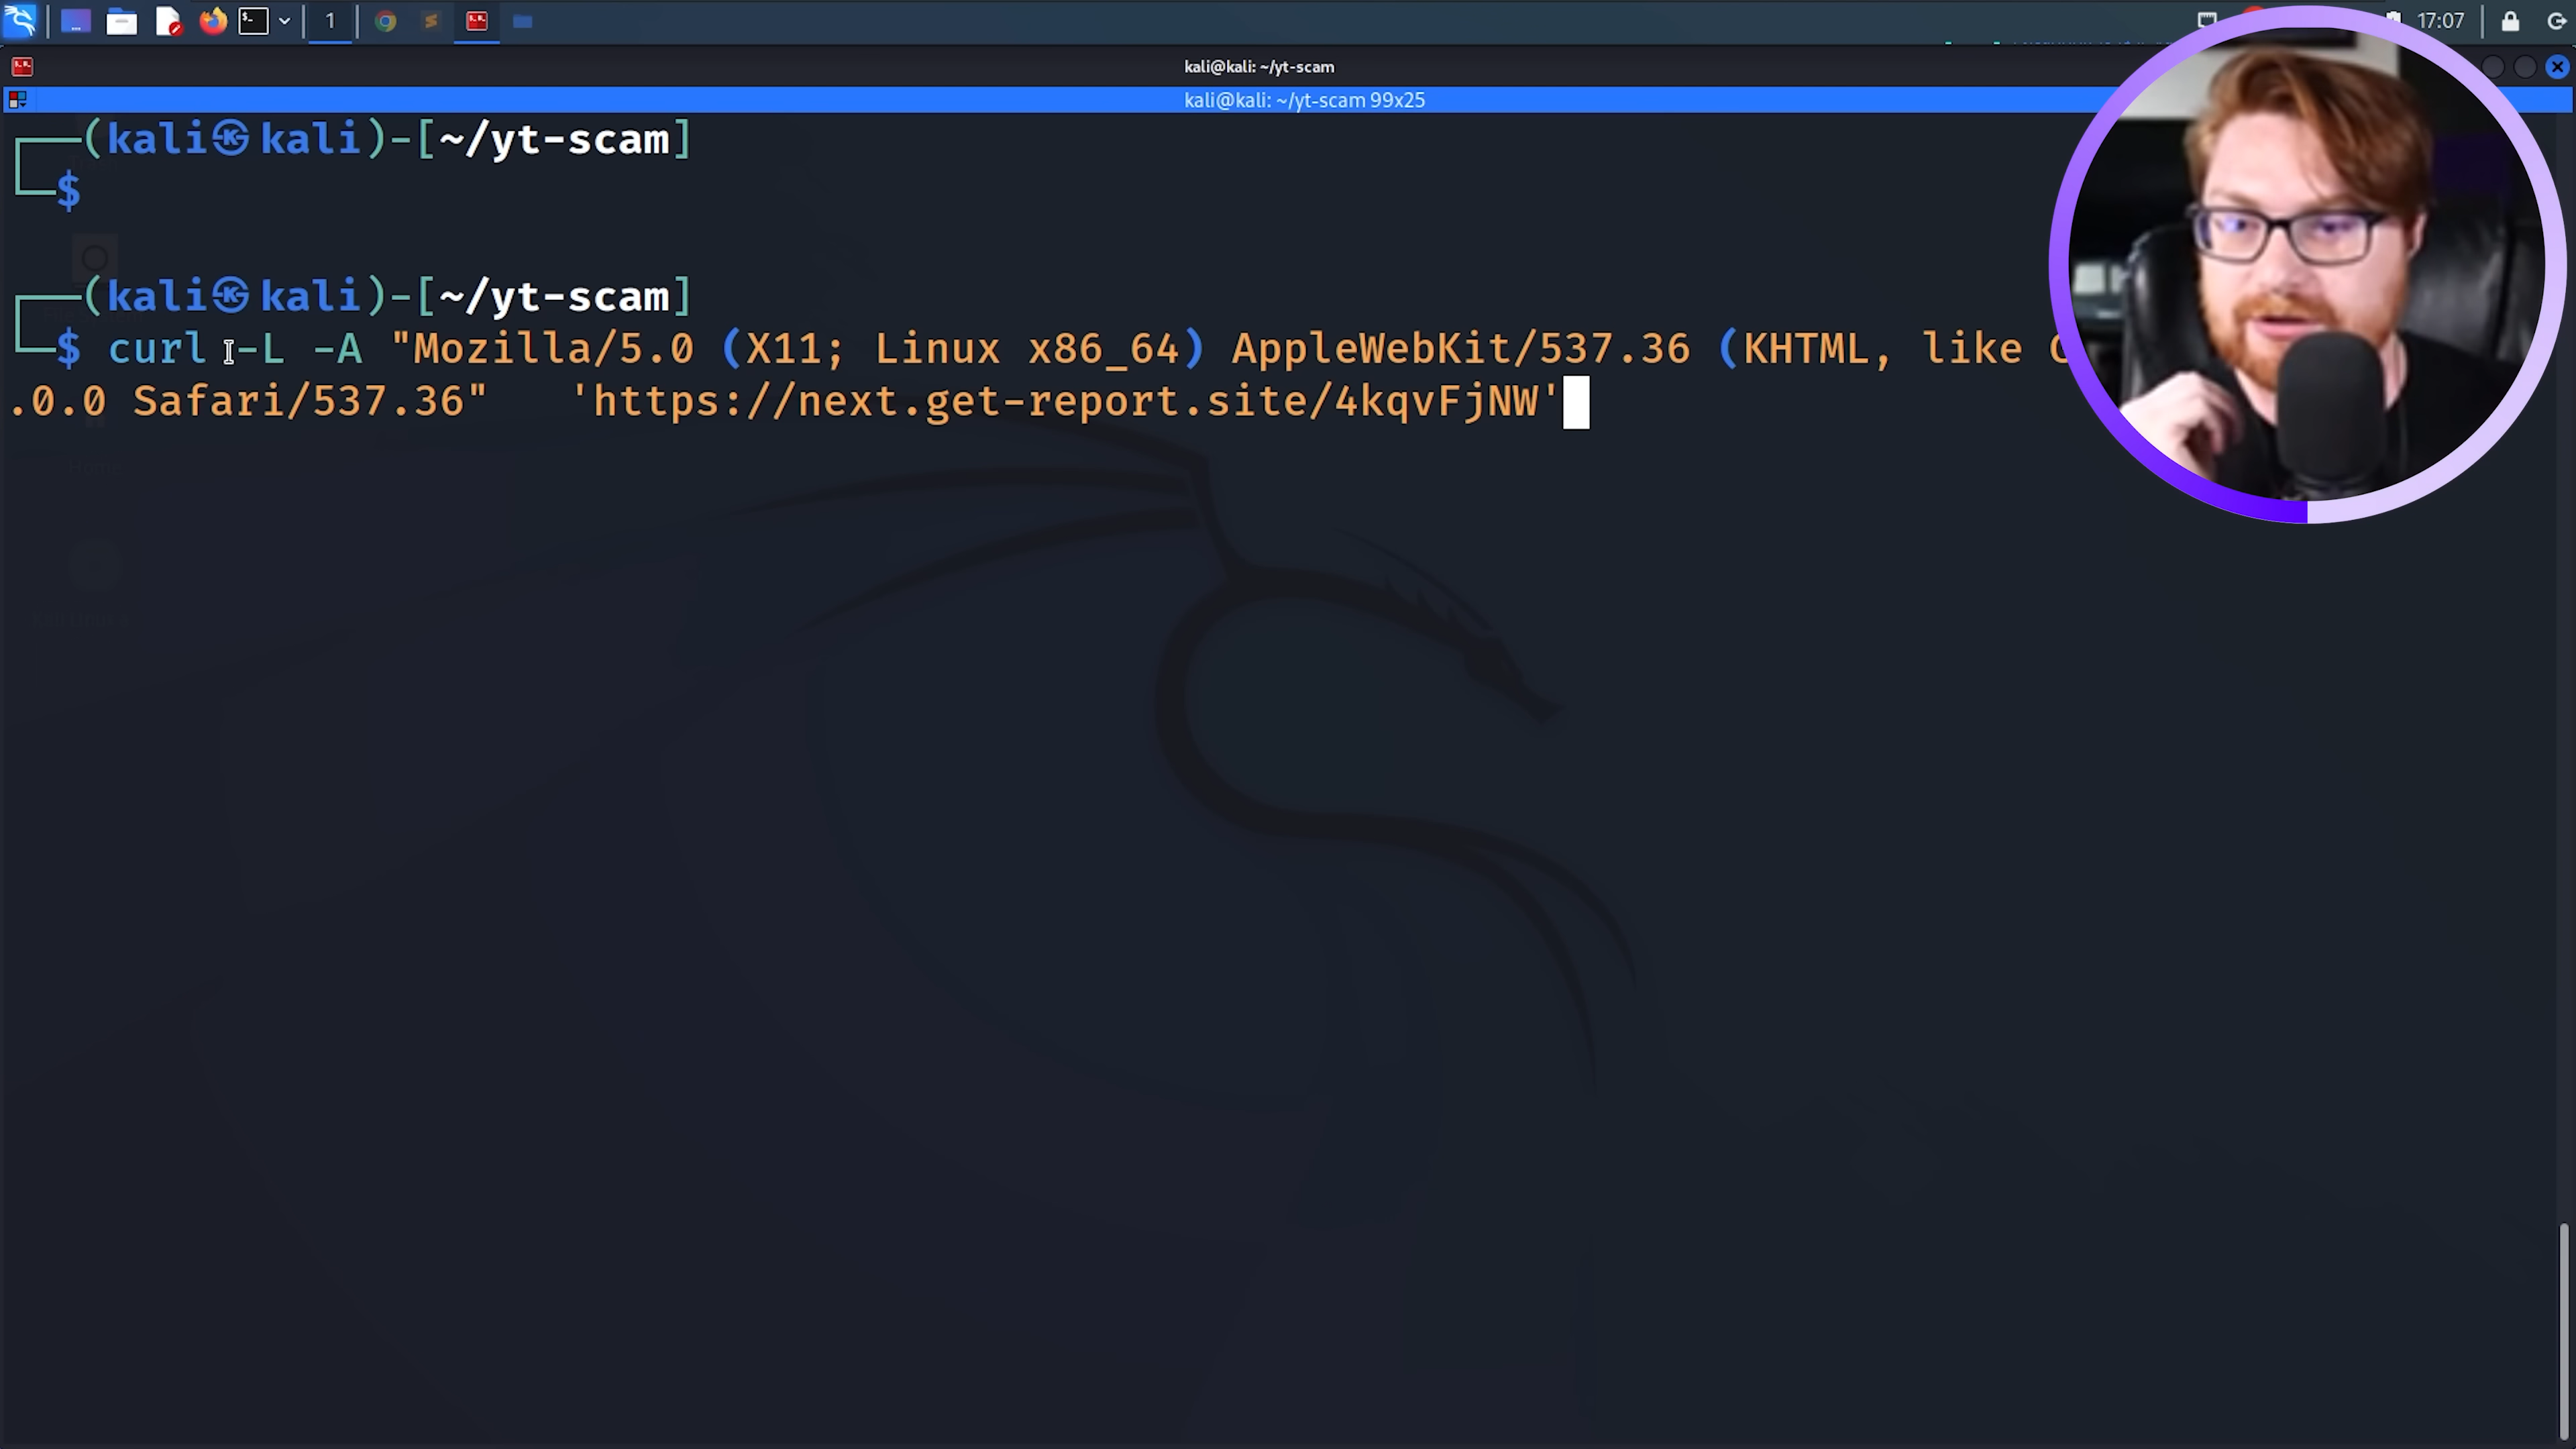 1
17:07
kali@kali: ~/yt-scam
kali@kali: ~/yt-scam 99x25
┌──(kali㉿kali)-[~/yt-scam]
└─$
┌──(kali㉿kali)-[~/yt-scam]
└─$ curl -L -A "Mozilla/5.0 (X11; Linux x86_64) AppleWebKit/537.36 (KHTML, like
.0.0 Safari/537.36"   'https://next.get-report.site/4kqvFjNW'